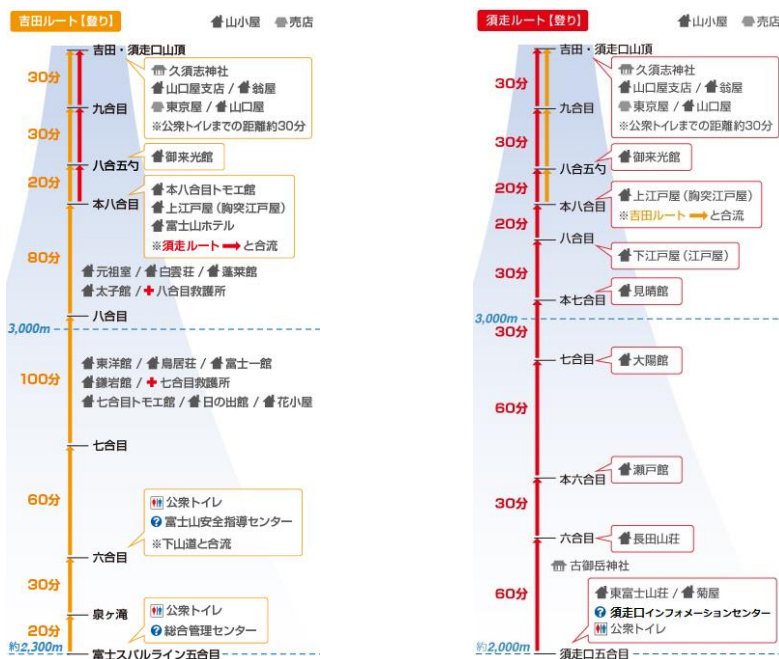 吉田ルート【登り】
山小屋 売店
吉田・須走口山頂
30分
久須志神社
山口屋支店 / 扇屋
東京屋 / 山口屋
※公衆トイレまでの距離約30分
九合目
30分
御来光館
八合五勺
20分
本八合目トモエ館
上江戸屋(胸突江戸屋)
富士山ホテル
※須走ルート と合流
本八合目
80分
元祖室 / 白雲荘 / 蓬莱館
太子館 / 八合目救護所
八合目
3,000m
100分
東洋館 / 鳥居荘 / 富士一館
鎌岩館 / 七合目救護所
七合目トモエ館 / 日の出館 / 花小屋
七合目
60分
公衆トイレ
富士山安全指導センター
※下山道と合流
六合目
30分
泉ヶ滝
公衆トイレ
総合管理センター
20分
約2,300m
富士スバルライン五合目
須走ルート【登り】
山小屋 売店
吉田・須走口山頂
30分
久須志神社
山口屋支店 / 扇屋
東京屋 / 山口屋
※公衆トイレまでの距離約30分
九合目
30分
御来光館
八合五勺
20分
上江戸屋(胸突江戸屋)
※吉田ルート と合流
本八合目
20分
八合目
下江戸屋(江戸屋)
30分
見晴館
本七合目
3,000m
30分
七合目
大陽館
60分
瀬戸館
本六合目
30分
六合目
長田山荘
古御岳神社
60分
東富士山荘 / 菊屋
須走口インフォメーションセンター
公衆トイレ
約2,000m
須走口五合目